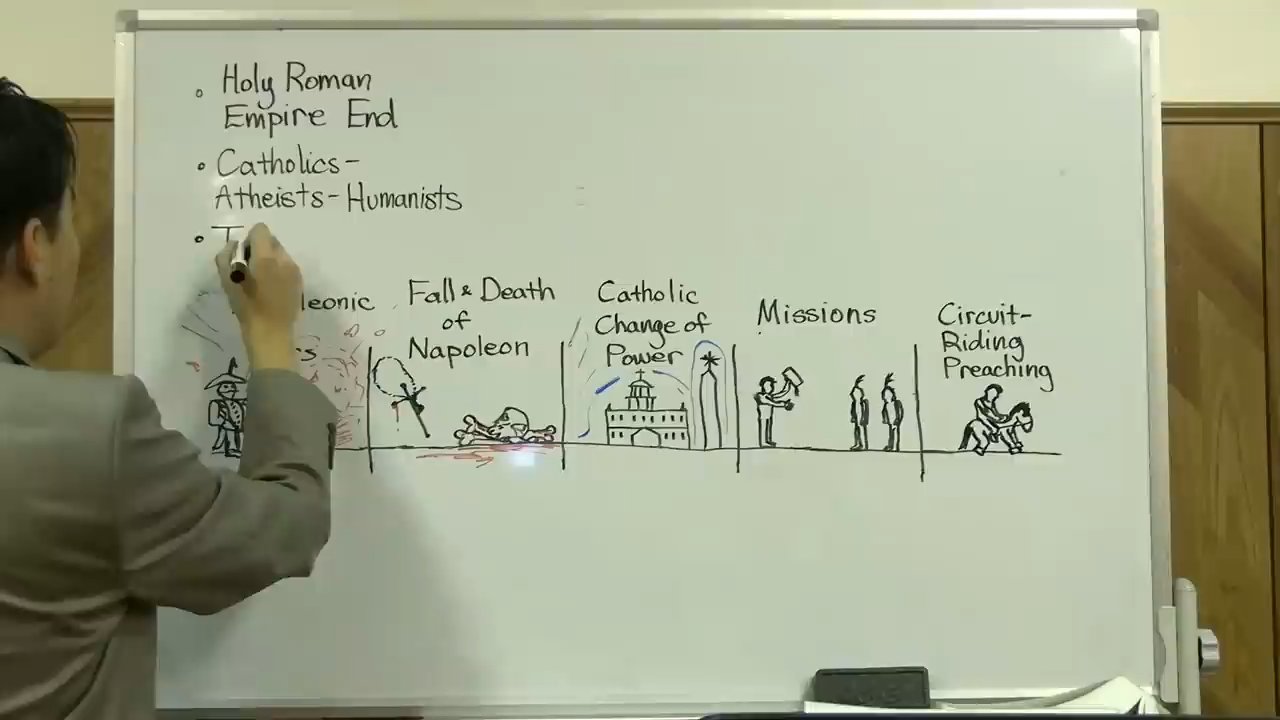 Holy Roman
Empire End
Catholics-
Atheists-Humanists
T
leonic
s
Fall & Death
of
Napoleon
Catholic
Change of
Power
Missions
Circuit-
Riding
Preaching